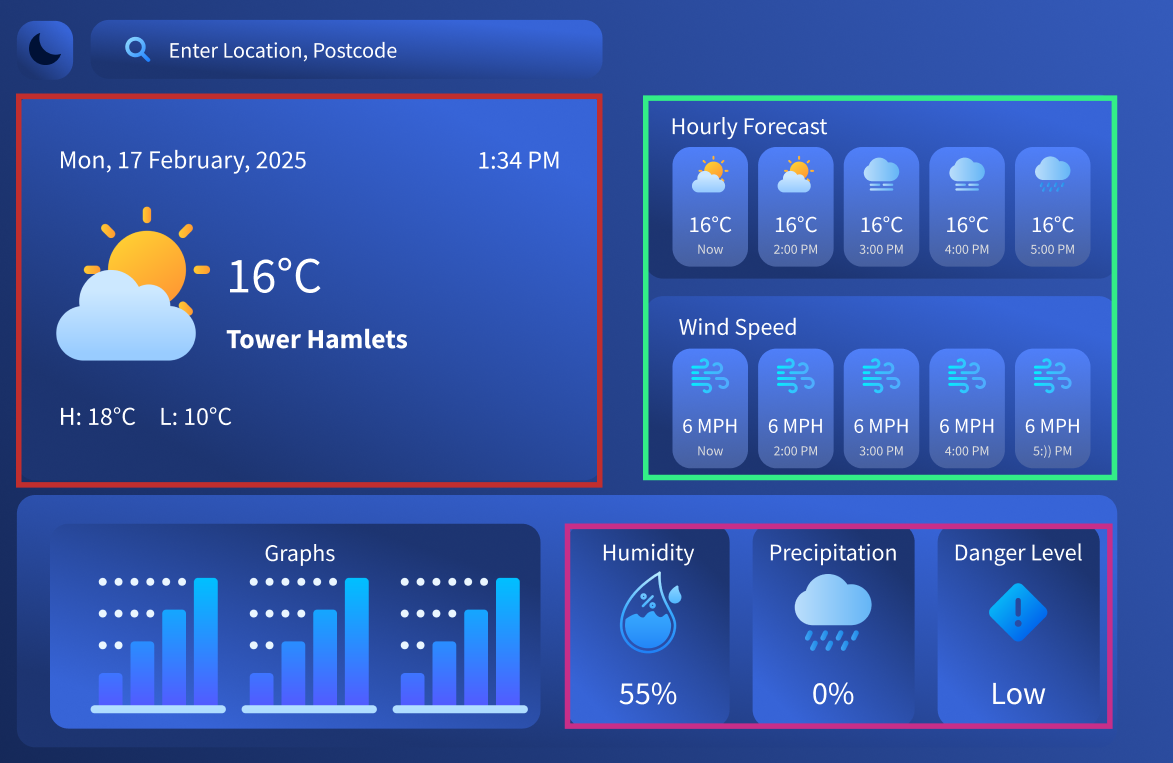 Enter Location, Postcode
Mon, 17 February, 2025 1:34 PM
16°C
Tower Hamlets
H: 18°C L: 10°C
Hourly Forecast
16°C 16°C 16°C 16°C 16°C
Now 2:00 PM 3:00 PM 4:00 PM 5:00 PM
Wind Speed
6 MPH 6 MPH 6 MPH 6 MPH 6 MPH
Now 2:00 PM 3:00 PM 4:00 PM 5:)) PM
Graphs
Humidity Precipitation Danger Level
55% 0% Low